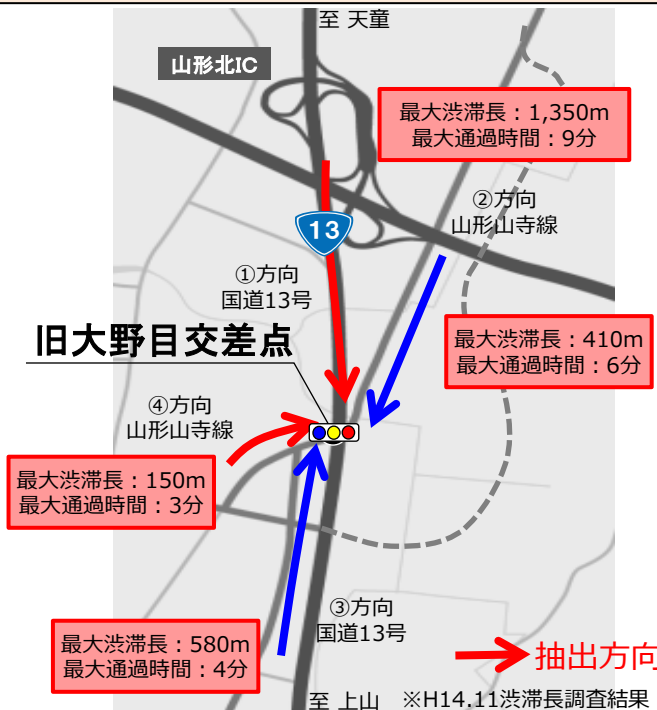 至 天童
山形北IC
最大渋滞長：1,350m
最大通過時間：9分
②方向
山形山寺線
13
①方向
国道13号
旧大野目交差点
最大渋滞長：410m
最大通過時間：6分
④方向
山形山寺線
最大渋滞長：150m
最大通過時間：3分
③方向
国道13号
最大渋滞長：580m
最大通過時間：4分
抽出方向
至 上山
※H14.11渋滞長調査結果